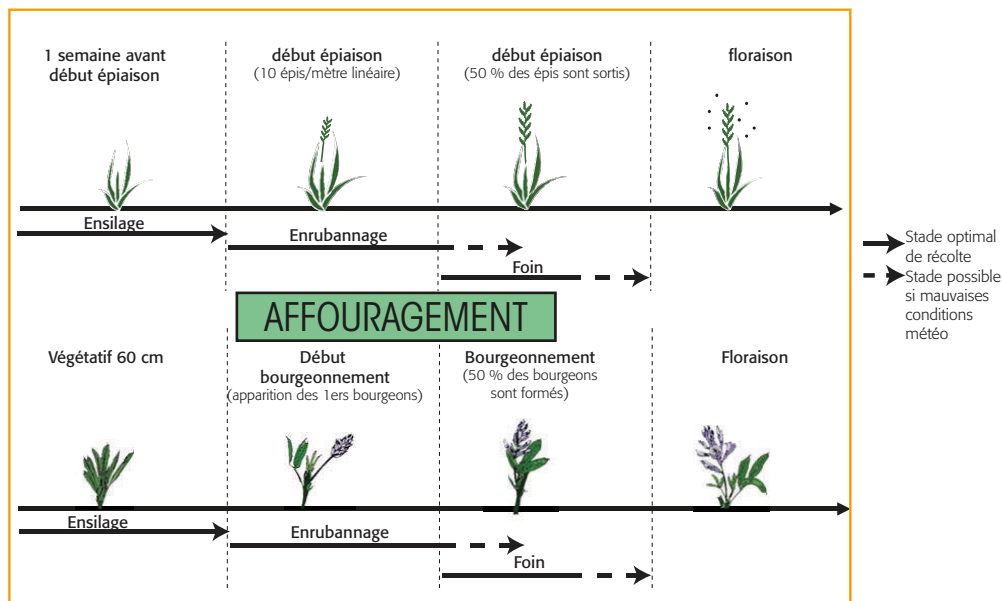 1 semaine avant
début épiaison
début épiaison
(10 épis/mètre linéaire)
début épiaison
(50 % des épis sont sortis)
floraison
Ensilage
Enrubannage
Foin
Stade optimal
de récolte
Stade possible
si mauvaises
conditions
météo
AFFOURAGEMENT
Végétatif 60 cm
Début
bourgeonnement
(apparition des 1ers bourgeons)
Bourgeonnement
(50 % des bourgeons
sont formés)
Floraison
Ensilage
Enrubannage
Foin